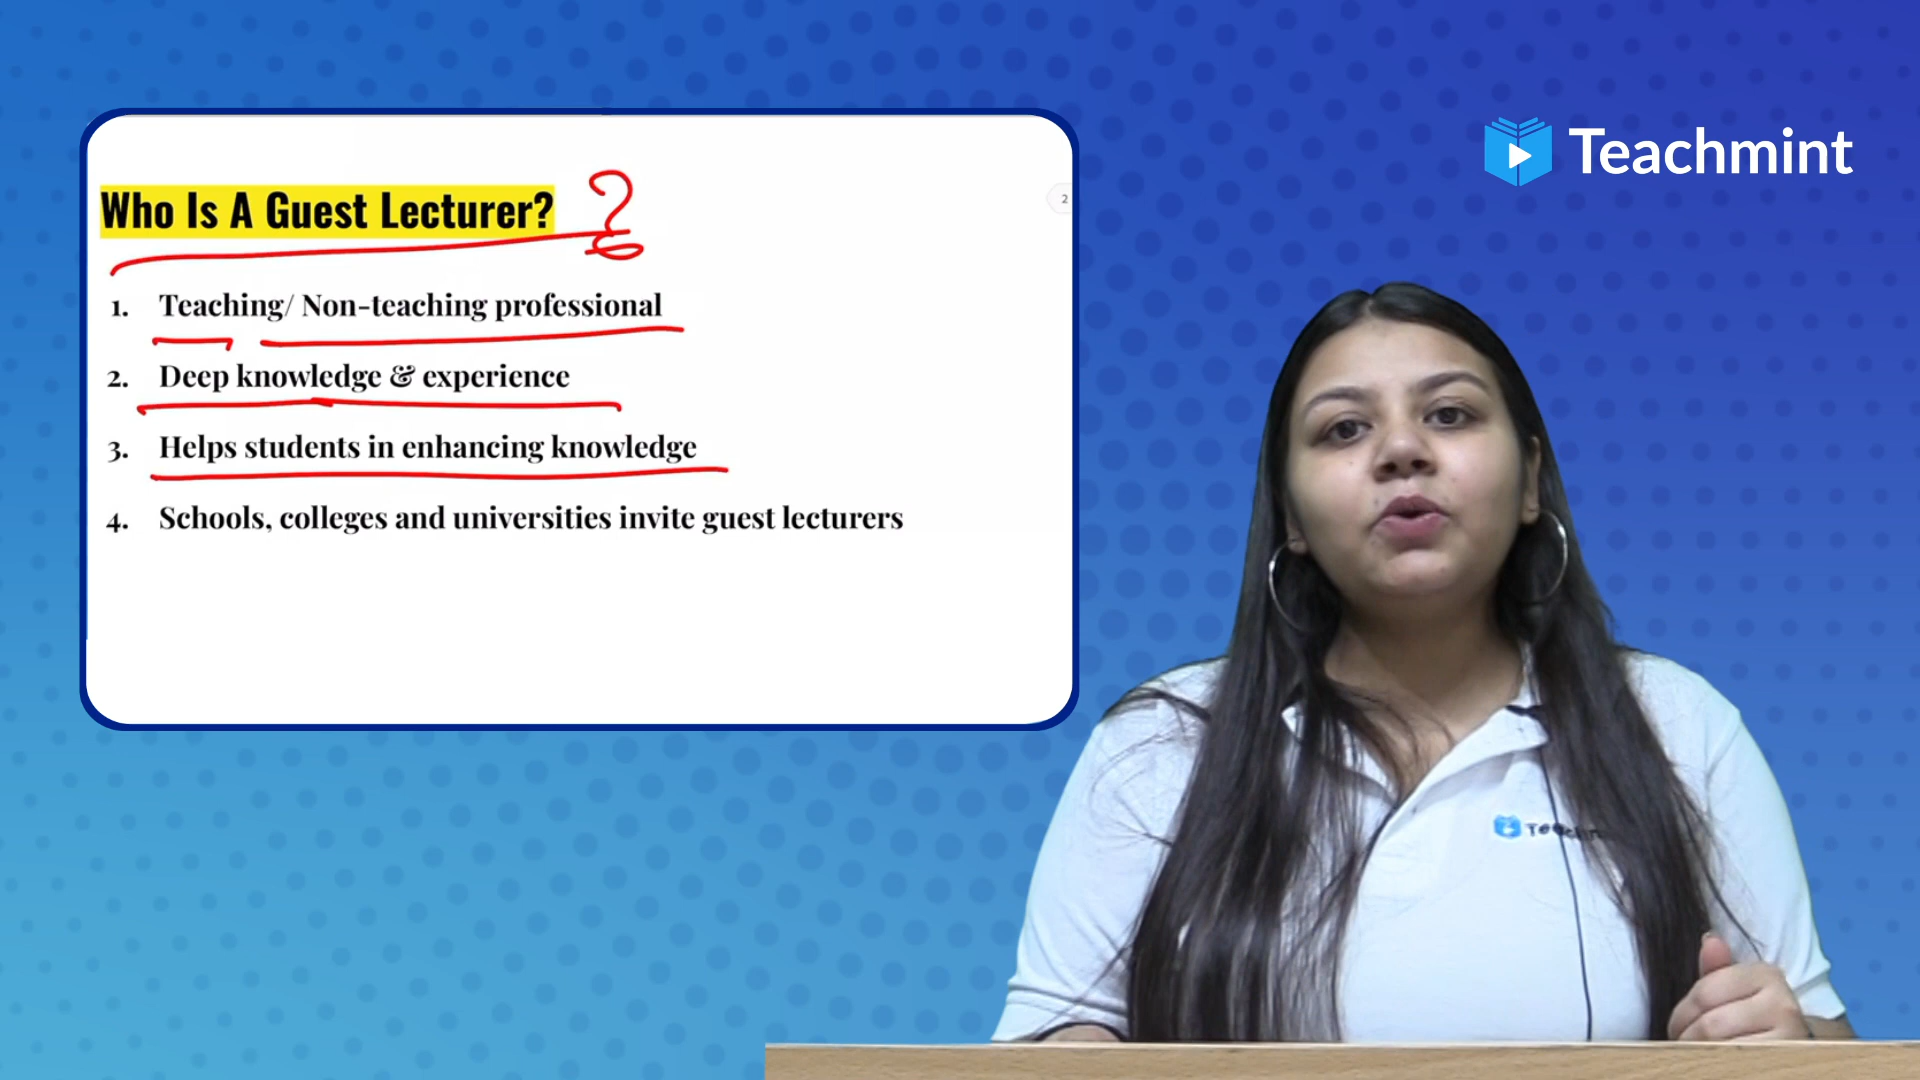 Teachmint
Who Is A Guest Lecturer? ?
2
1. Teaching/ Non-teaching professional
2. Deep knowledge & experience
3. Helps students in enhancing knowledge
4. Schools, colleges and universities invite guest lecturers